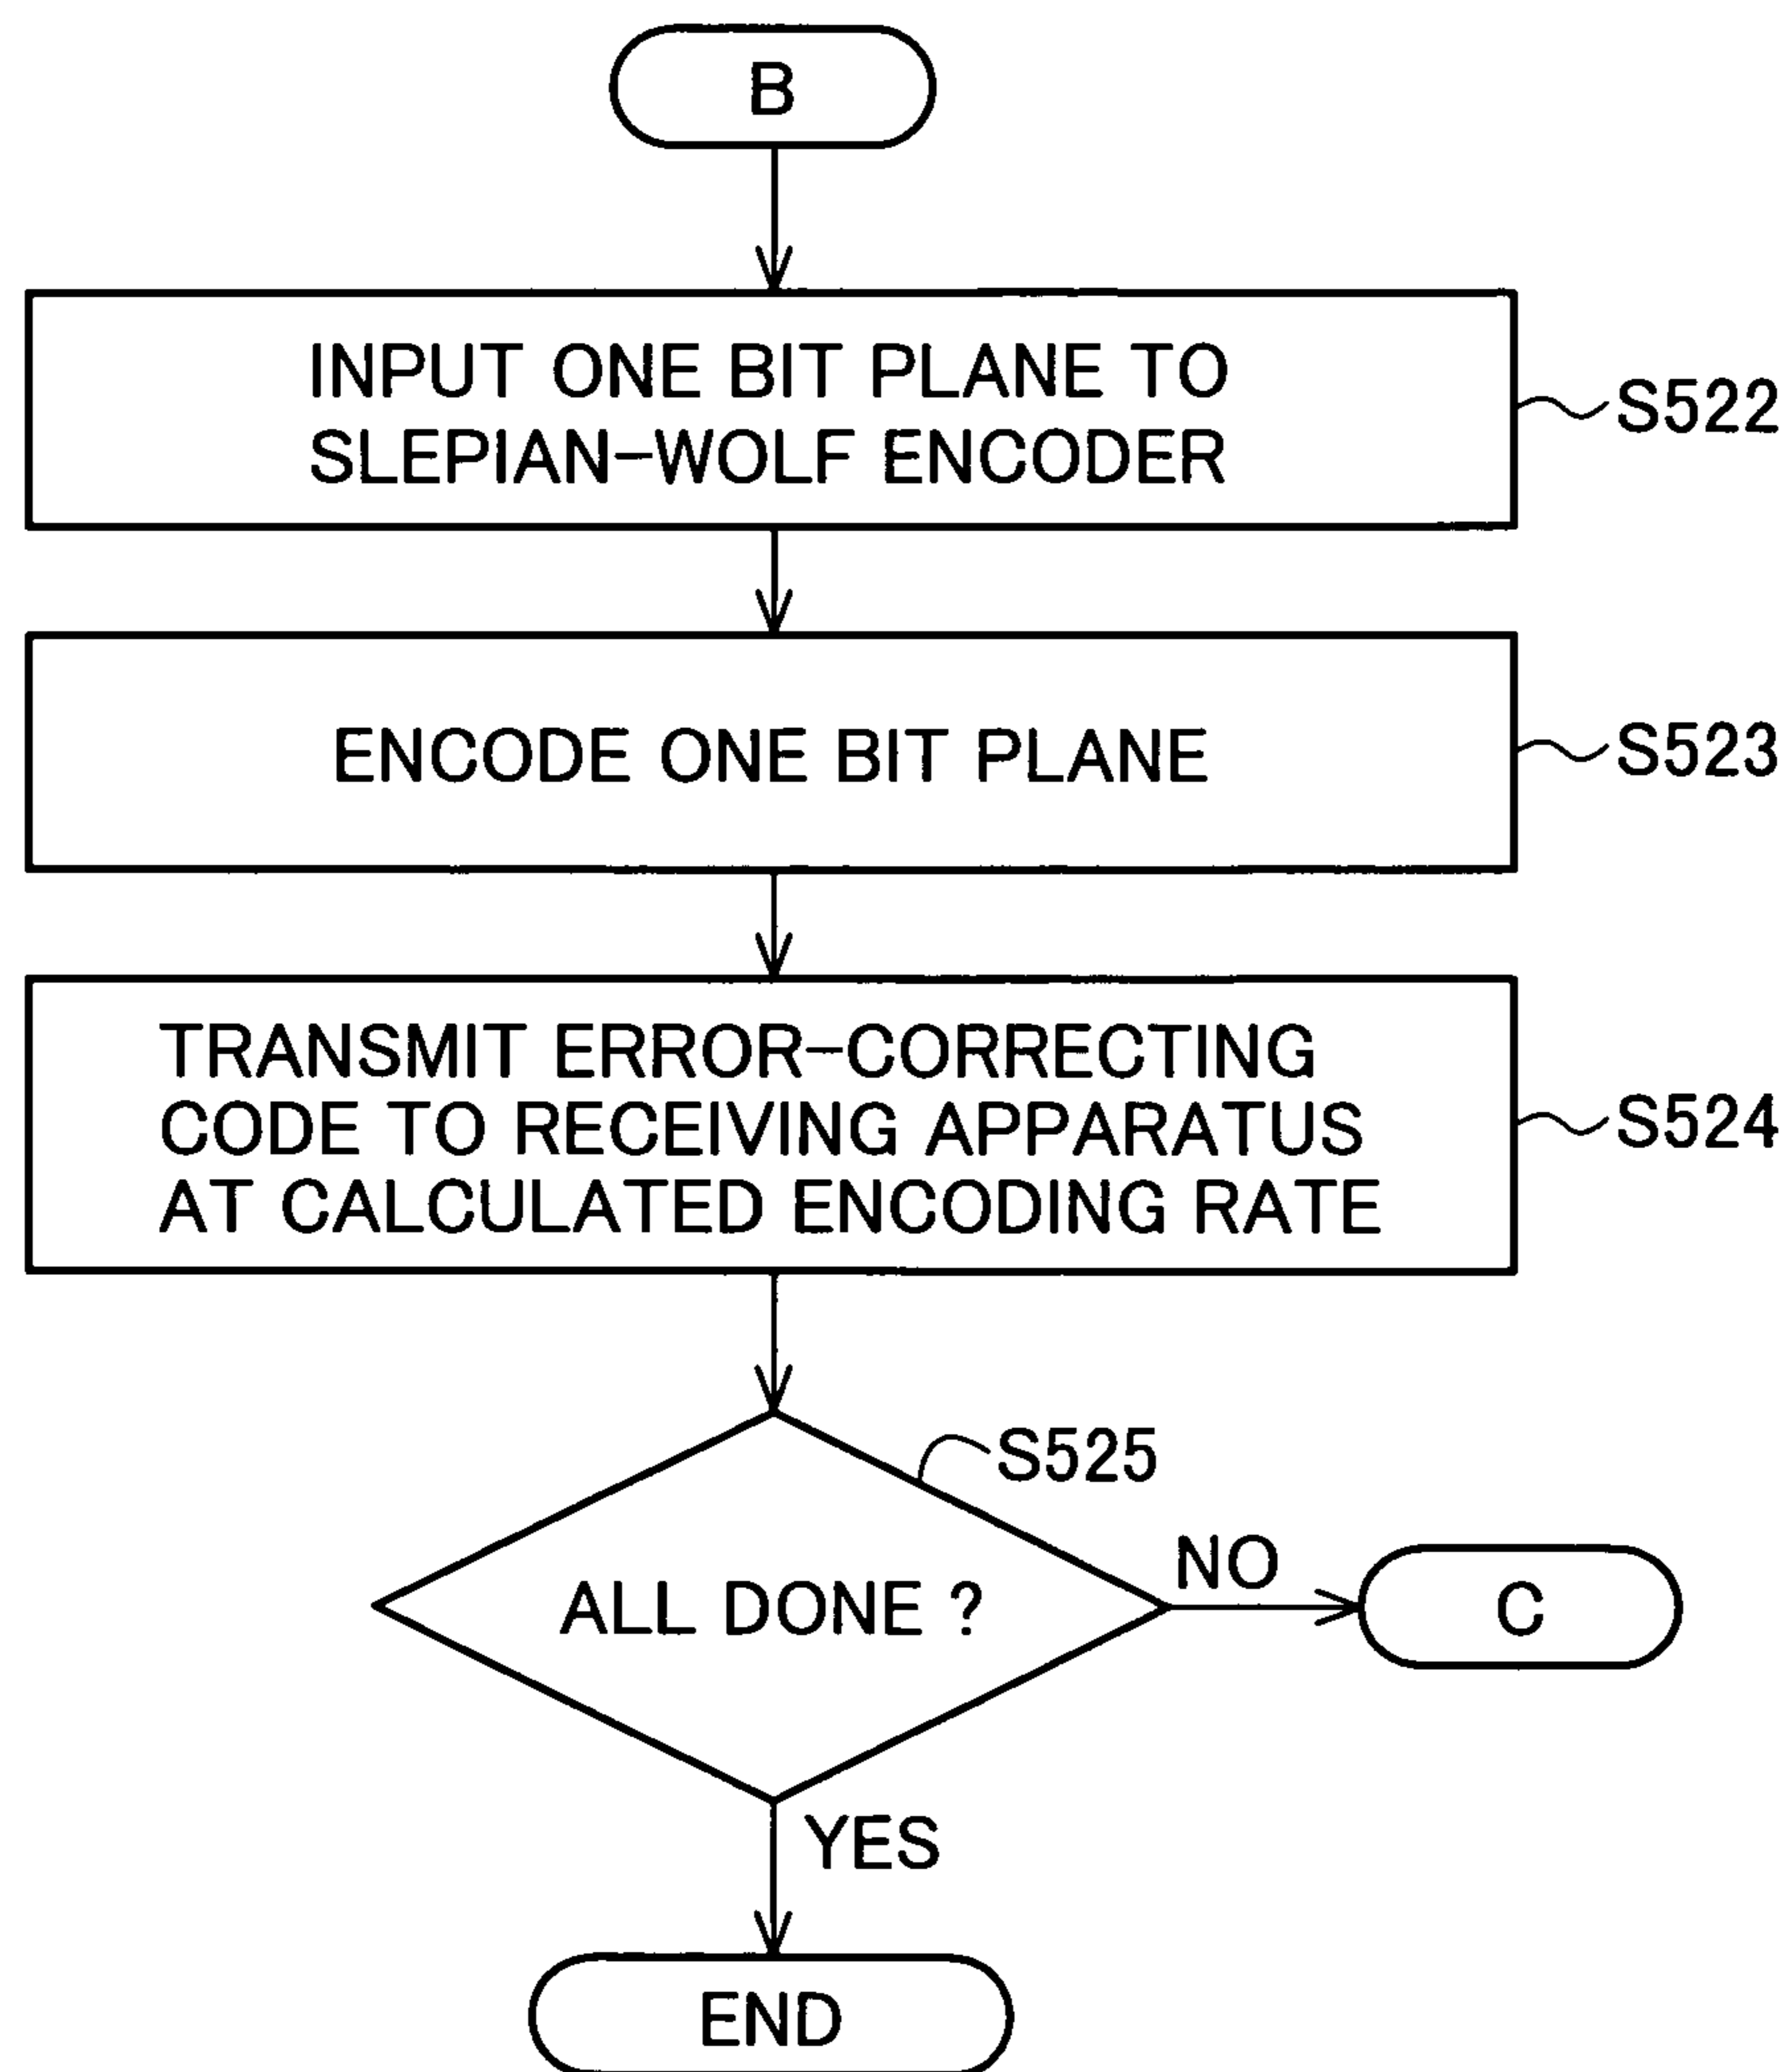 B
INPUT ONE BIT PLANE TO
SLEPIAN-WOLF ENCODER
S522
ENCODE ONE BIT PLANE
S523
TRANSMIT ERROR-CORRECTING
CODE TO RECEIVING APPARATUS
AT CALCULATED ENCODING RATE
S524
S525
ALL DONE ?
NO
C
YES
END